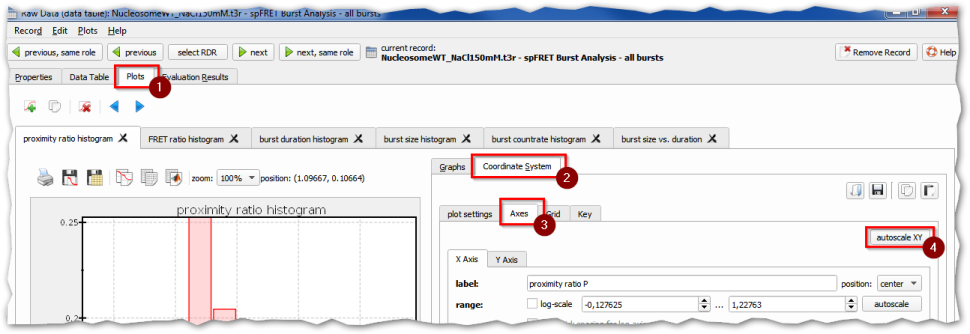 Raw Data (data table): NucleosomeWT_NaCl150mM.t3r - spFRET Burst Analysis - all bursts
Record Edit Plots Help
previous, same role previous select RDR next next, same role current record: Remove Record Help
NucleosomeWT_NaCl150mM.t3r - spFRET Burst Analysis - all bursts
Properties Data Table Plots Evaluation Results
1
proximity ratio histogram FRET ratio histogram burst duration histogram burst size histogram burst countrate histogram burst size vs. duration
Graphs Coordinate System
2
zoom: 100% position: (1.09667, 0.10664)
proximity ratio histogram
0.25
0.2
plot settings Axes Grid Key
3
autoscale XY
4
X Axis Y Axis
label: proximity ratio P position: center
range: log-scale -0,127625 ... 1,22763 autoscale